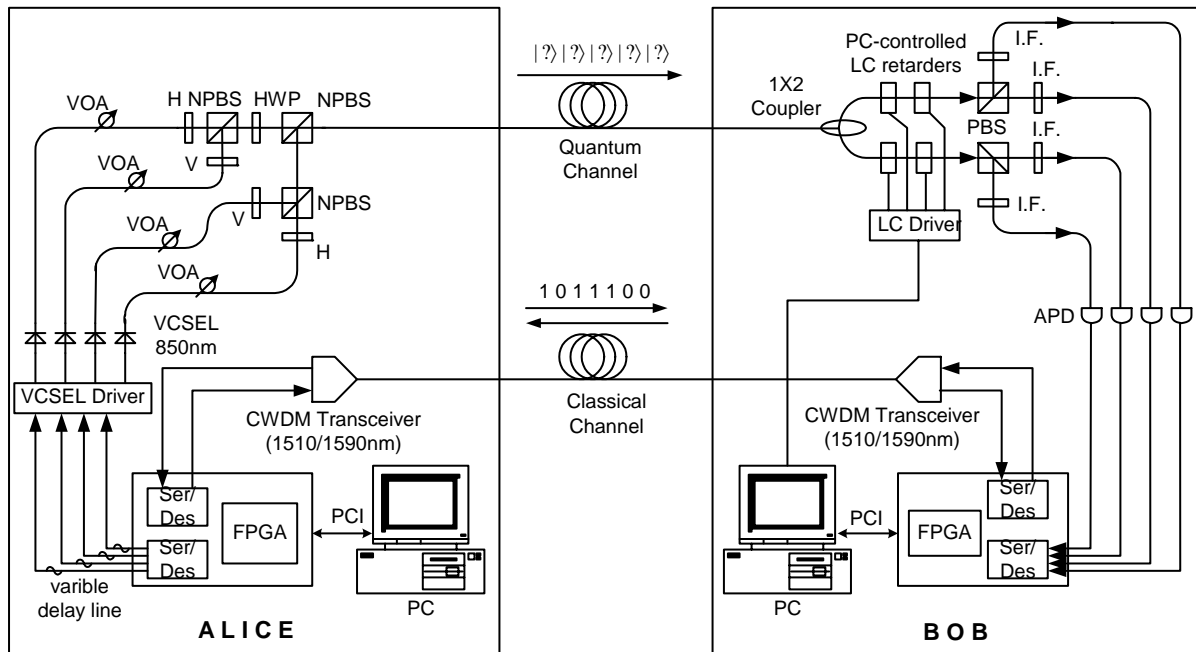 |?⟩|?⟩|?⟩|?⟩|?⟩
I.F.
PC-controlled
LC retarders
I.F.
VOA
H NPBS HWP NPBS
1X2
Coupler
PBS
I.F.
V
Quantum
Channel
VOA
V
NPBS
I.F.
VOA
H
LC Driver
VOA
1 0 1 1 1 0 0
APD
VCSEL
850nm
VCSEL Driver
CWDM Transceiver
(1510/1590nm)
Classical
Channel
CWDM Transceiver
(1510/1590nm)
Ser/
Des
FPGA
PCI
Ser/
Des
varible
delay line
PC
A L I C E
PCI
FPGA
Ser/
Des
Ser/
Des
PC
B O B